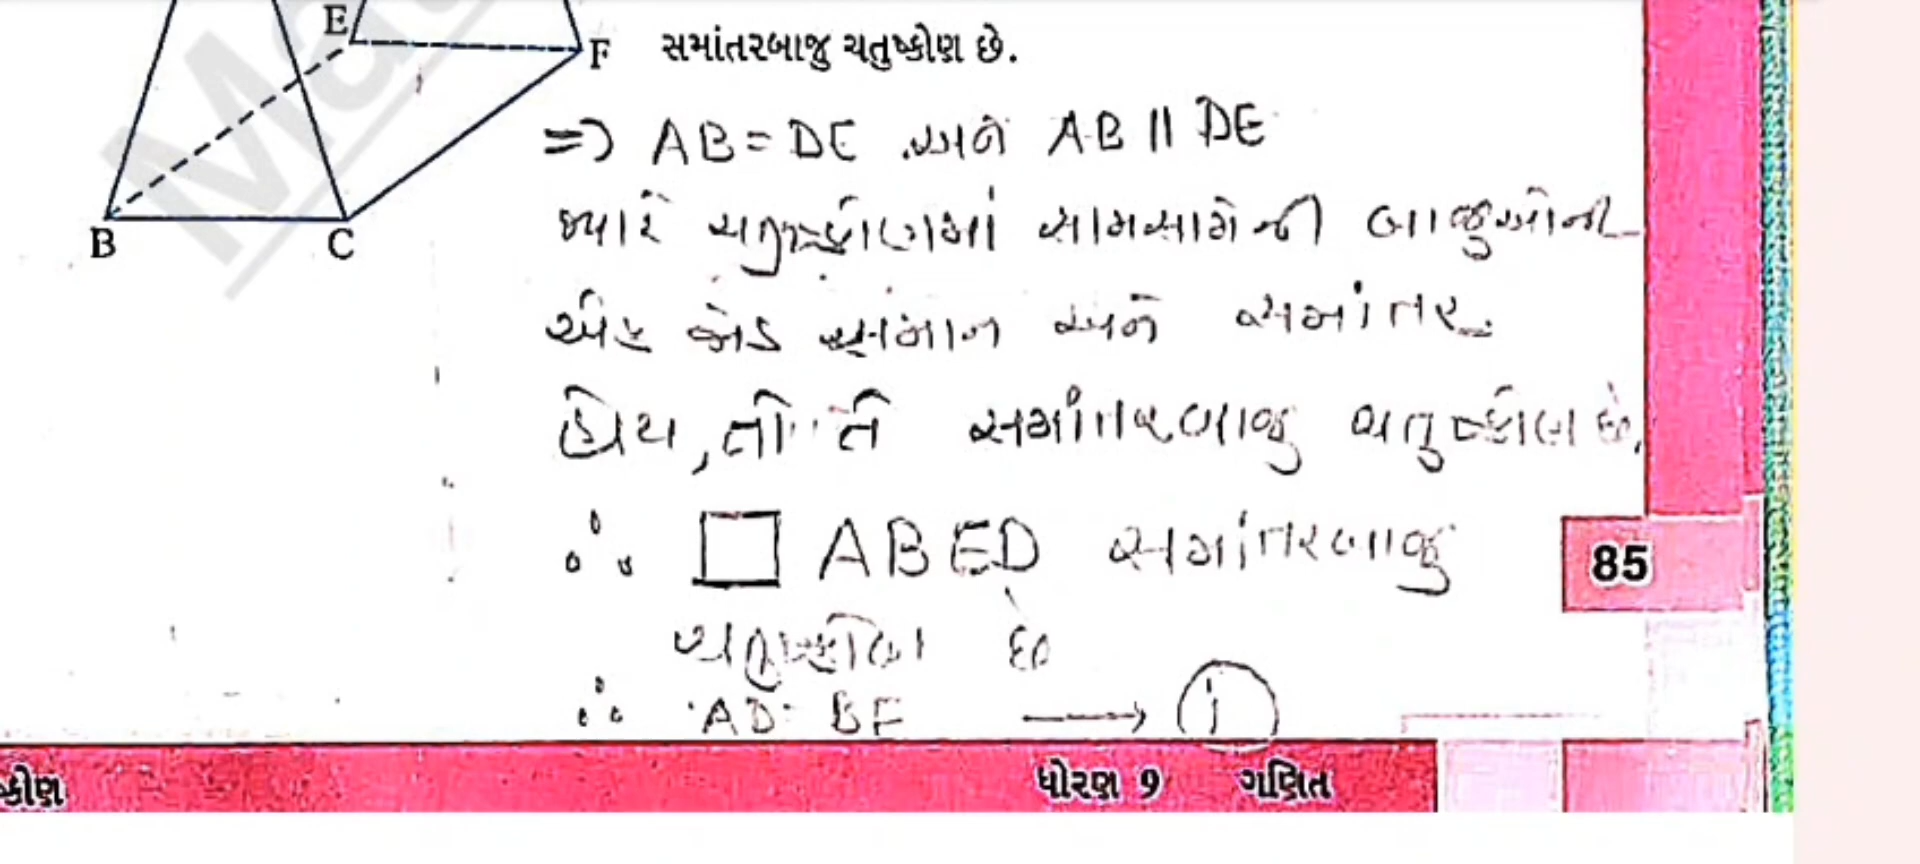 E
F સમાંતરબાજુ ચતુષ્કોણ છે.
=> AB = DE અને AB || DE
જ્યારે ચતુષ્કોણમાં સામસામેની બાજુઓની
એક જોડ સમાન અને સમાંતર
હોય, તો તે સમાંતરબાજુ ચતુષ્કોણ છે.
B C
∴ □ ABED સમાંતરબાજુ
85
ચતુષ્કોણ છે
∴ AD = BE → i
ષ્કોણ ધોરણ 9 ગણિત